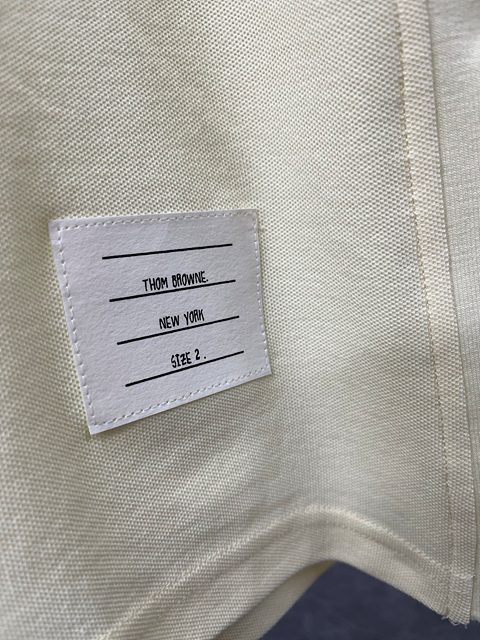 THOM BROWNE.
NEW YORK
SIZE 2.